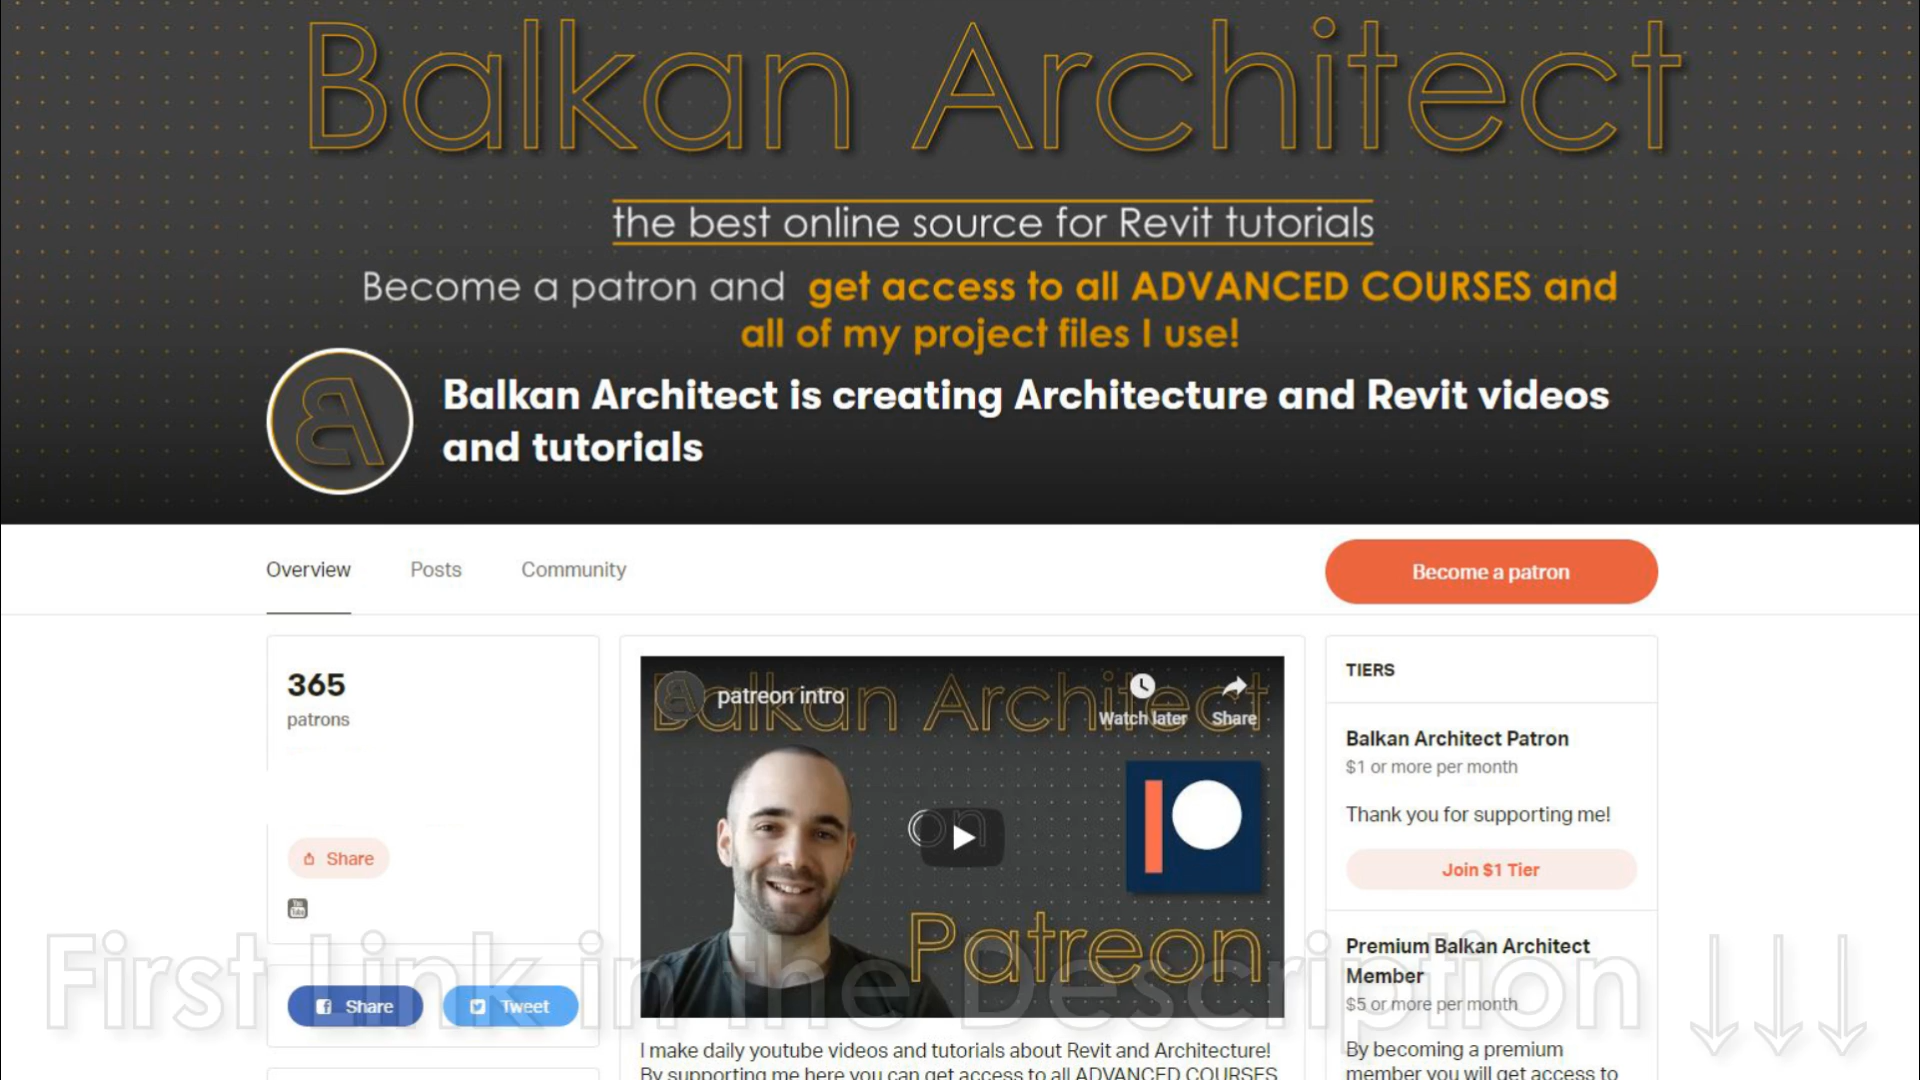 Balkan Architect
the best online source for Revit tutorials
Become a patron and get access to all ADVANCED COURSES and
all of my project files I use!
Balkan Architect is creating Architecture and Revit videos
and tutorials
Overview
Posts
Community
Become a patron
365
patrons
Share
You
Tube
Share
Tweet
Balkan Architect
patreon intro
Watch later
Share
on
Patreon
I make daily youtube videos and tutorials about Revit and Architecture!
By supporting me here you can get access to all ADVANCED COURSES
TIERS
Balkan Architect Patron
$1 or more per month
Thank you for supporting me!
Join $1 Tier
Premium Balkan Architect
Member
$5 or more per month
By becoming a premium
member you will get access to
First Link in the Description ↓↓↓